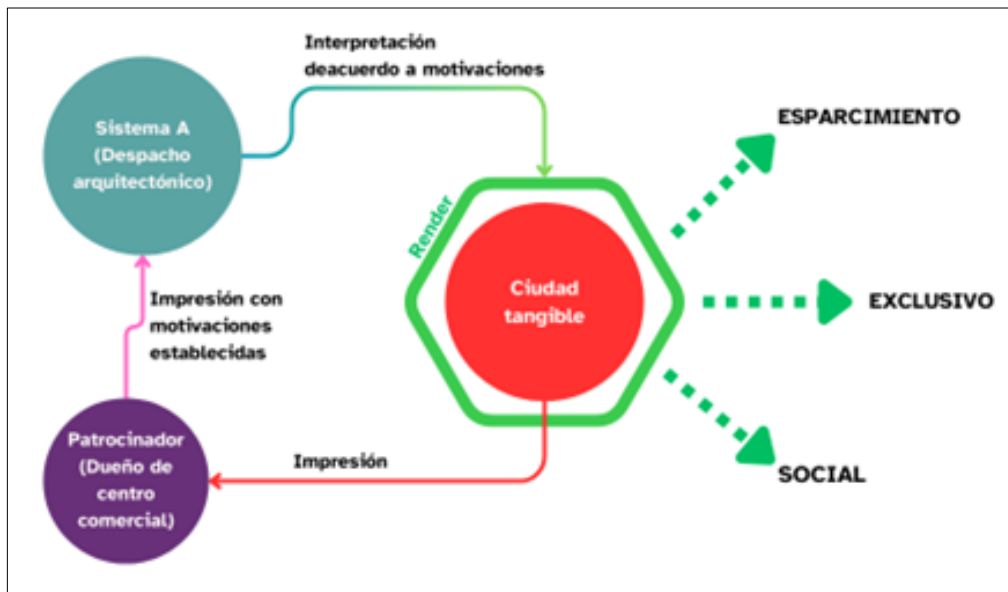 Interpretación
deacuerdo a motivaciones
Sistema A
(Despacho
arquitectónico)
Render
Ciudad
tangible
ESPARCIMIENTO
EXCLUSIVO
SOCIAL
Impresión con
motivaciones
establecidas
Patrocinador
(Dueño de
centro
comercial)
Impresión